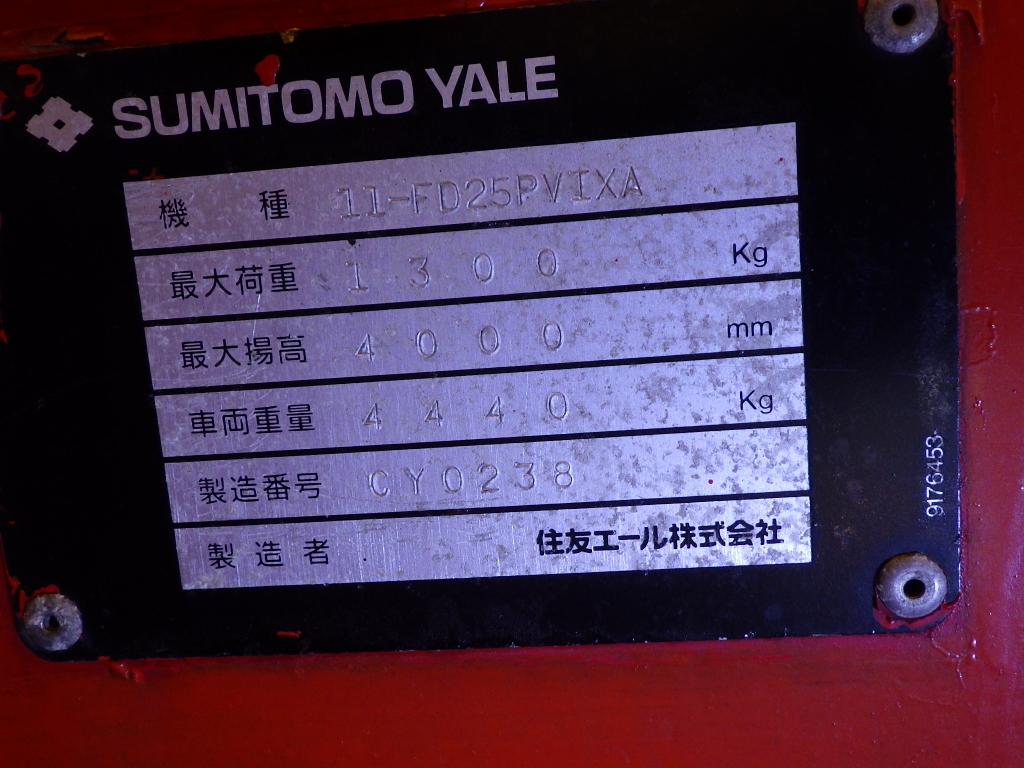 SUMITOMO YALE
機種 11-FD25PVIXA
最大荷重 1300 Kg
最大揚高 4000 mm
車両重量 4440 Kg
製造番号 CY0238
製造者 住友エール株式会社
9176453